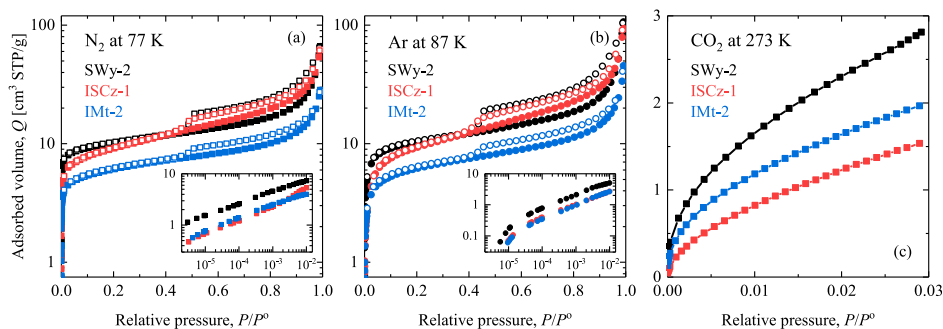 Adsorbed volume, Q [cm³ STP/g]
100
10
1
N₂ at 77 K
(a)
SWy-2
ISCz-1
IMt-2
10
1
10⁻⁵ 10⁻⁴ 10⁻³ 10⁻²
0.0 0.2 0.4 0.6 0.8 1.0
Relative pressure, P/Pº
100
10
1
Ar at 87 K
(b)
SWy-2
ISCz-1
IMt-2
10
1
0.1
10⁻⁵ 10⁻⁴ 10⁻³ 10⁻²
0.0 0.2 0.4 0.6 0.8 1.0
Relative pressure, P/Pº
3
2
1
0
CO₂ at 273 K
SWy-2
IMt-2
ISCz-1
(c)
0.00 0.01 0.02 0.03
Relative pressure, P/Pº